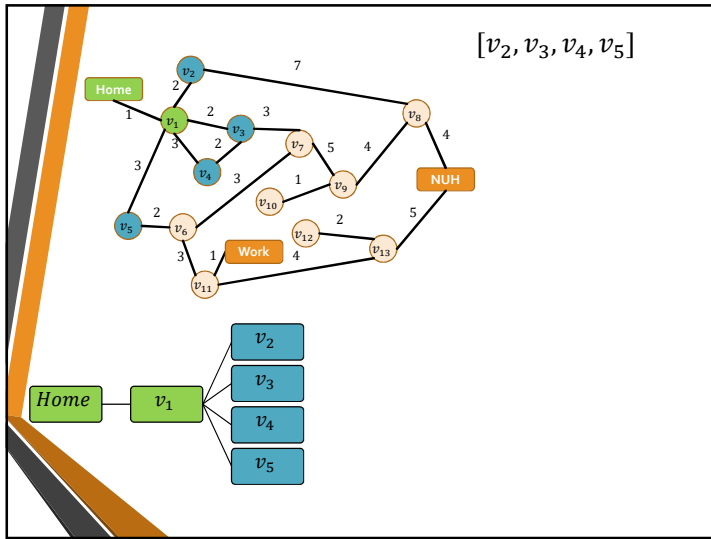 [v₂, v₃, v₄, v₅]
7
v₂
Home
2
1
v₁
2
3
v₈
v₃
3
2
4
4
v₇
5
v₄
3
3
1
v₉
NUH
v₁₀
2
2
5
v₅
v₆
v₁₂
v₁₃
3
1
Work
4
v₁₁
v₂
v₃
Home
v₁
v₄
v₅